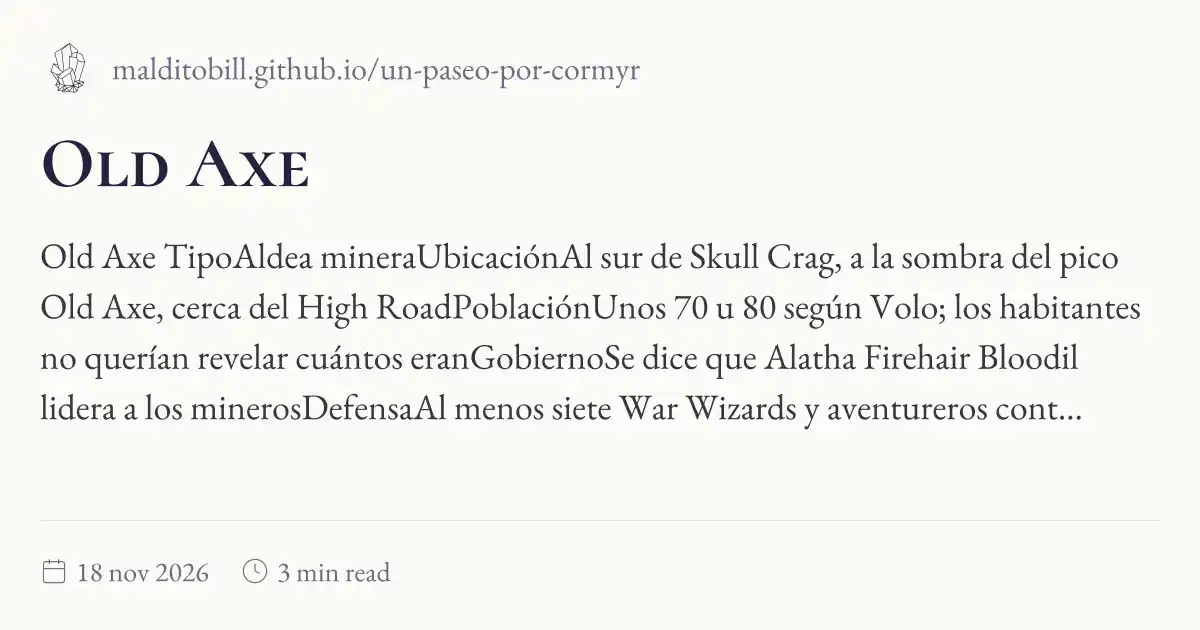 malditobill.github.io/un-paseo-por-cormyr
Old Axe
Old Axe TipoAldea mineraUbicaciónAl sur de Skull Crag, a la sombra del pico
Old Axe, cerca del High RoadPoblaciónUnos 70 u 80 según Volo; los habitantes
no querían revelar cuántos eranGobiernoSe dice que Alatha Firehair Bloodil
lidera a los minerosDefensaAl menos siete War Wizards y aventureros cont...
18 nov 2026
3 min read